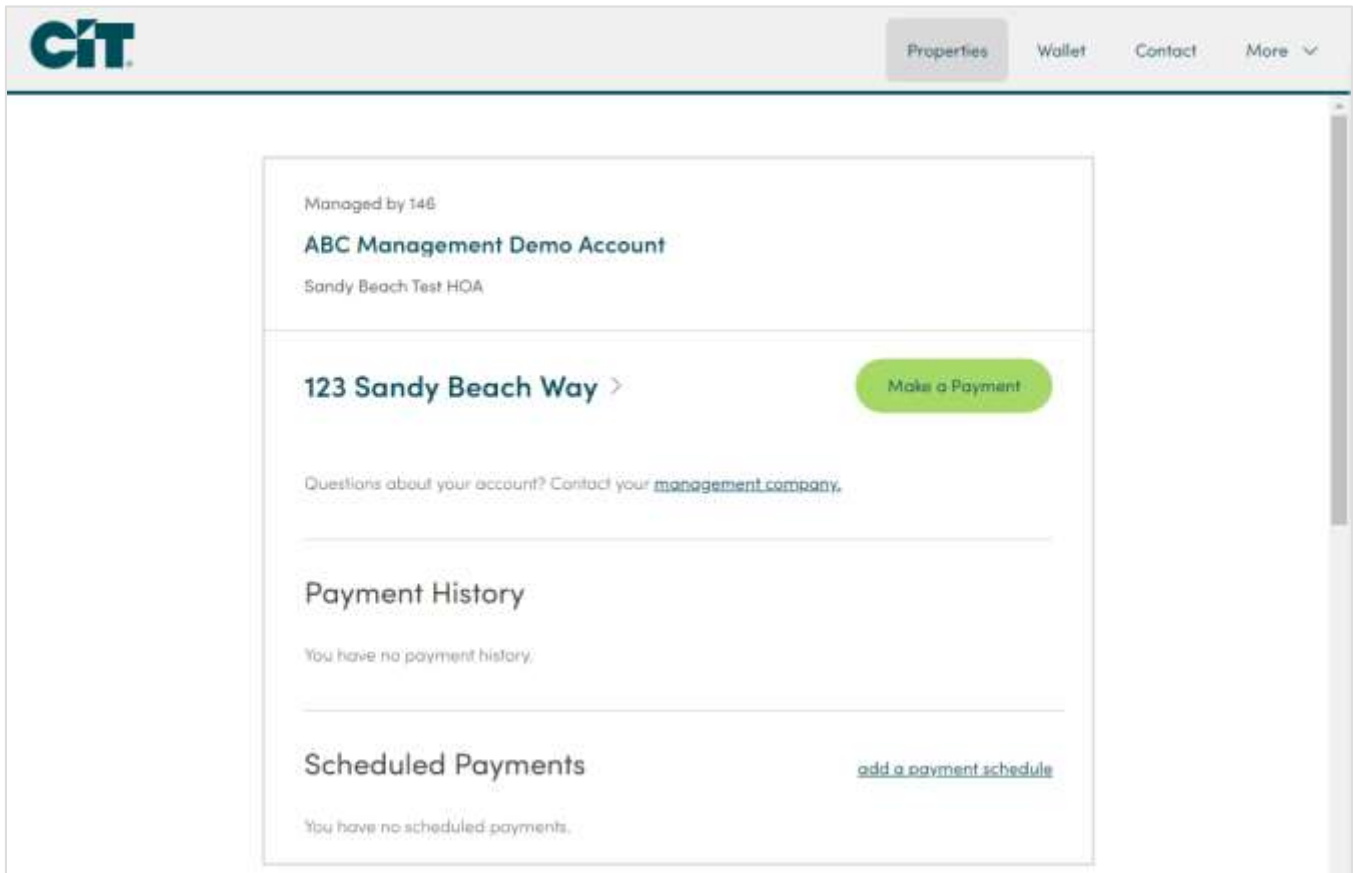 CIT
Properties Wallet Contact More
Managed by 146
ABC Management Demo Account
Sandy Beach Test HOA
123 Sandy Beach Way >
Make a Payment
Questions about your account? Contact your management company.
Payment History
You have no payment history.
Scheduled Payments
add a payment schedule
You have no scheduled payments.